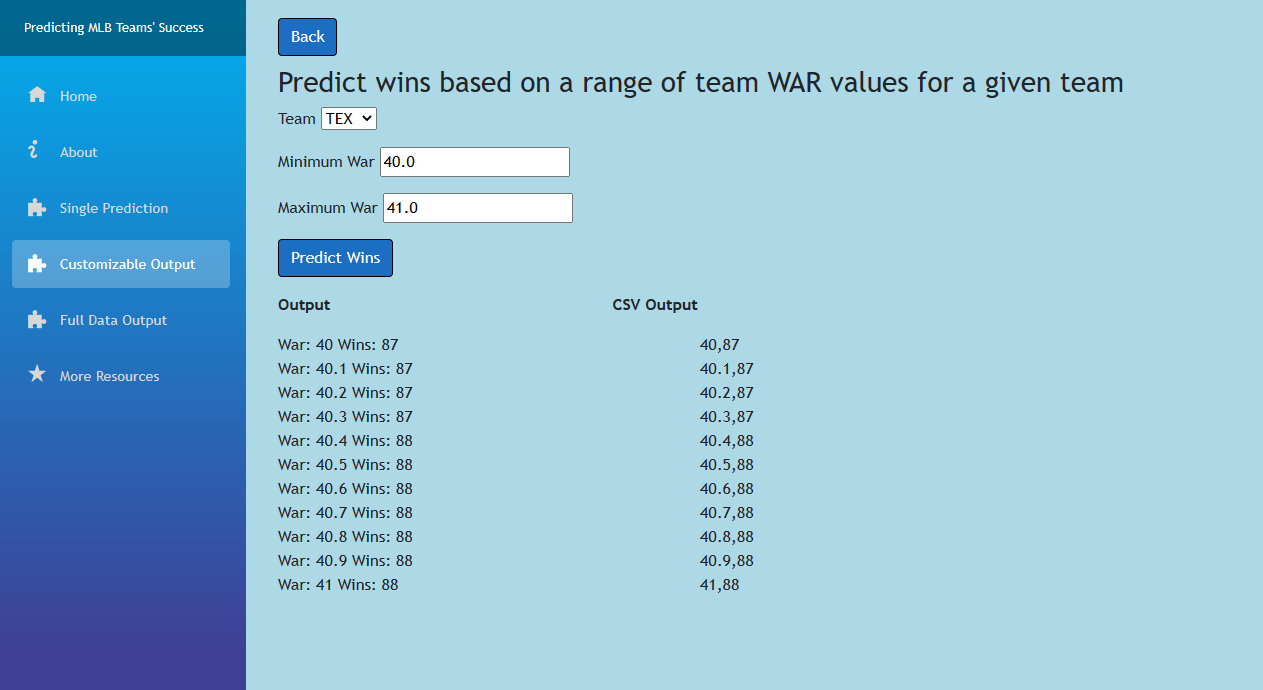 Predicting MLB Teams' Success
Home
About
Single Prediction
Customizable Output
Full Data Output
More Resources
Back
Predict wins based on a range of team WAR values for a given team
Team TEX
Minimum War 40.0
Maximum War 41.0
Predict Wins
Output CSV Output
War: 40 Wins: 87 40,87
War: 40.1 Wins: 87 40.1,87
War: 40.2 Wins: 87 40.2,87
War: 40.3 Wins: 87 40.3,87
War: 40.4 Wins: 88 40.4,88
War: 40.5 Wins: 88 40.5,88
War: 40.6 Wins: 88 40.6,88
War: 40.7 Wins: 88 40.7,88
War: 40.8 Wins: 88 40.8,88
War: 40.9 Wins: 88 40.9,88
War: 41 Wins: 88 41,88